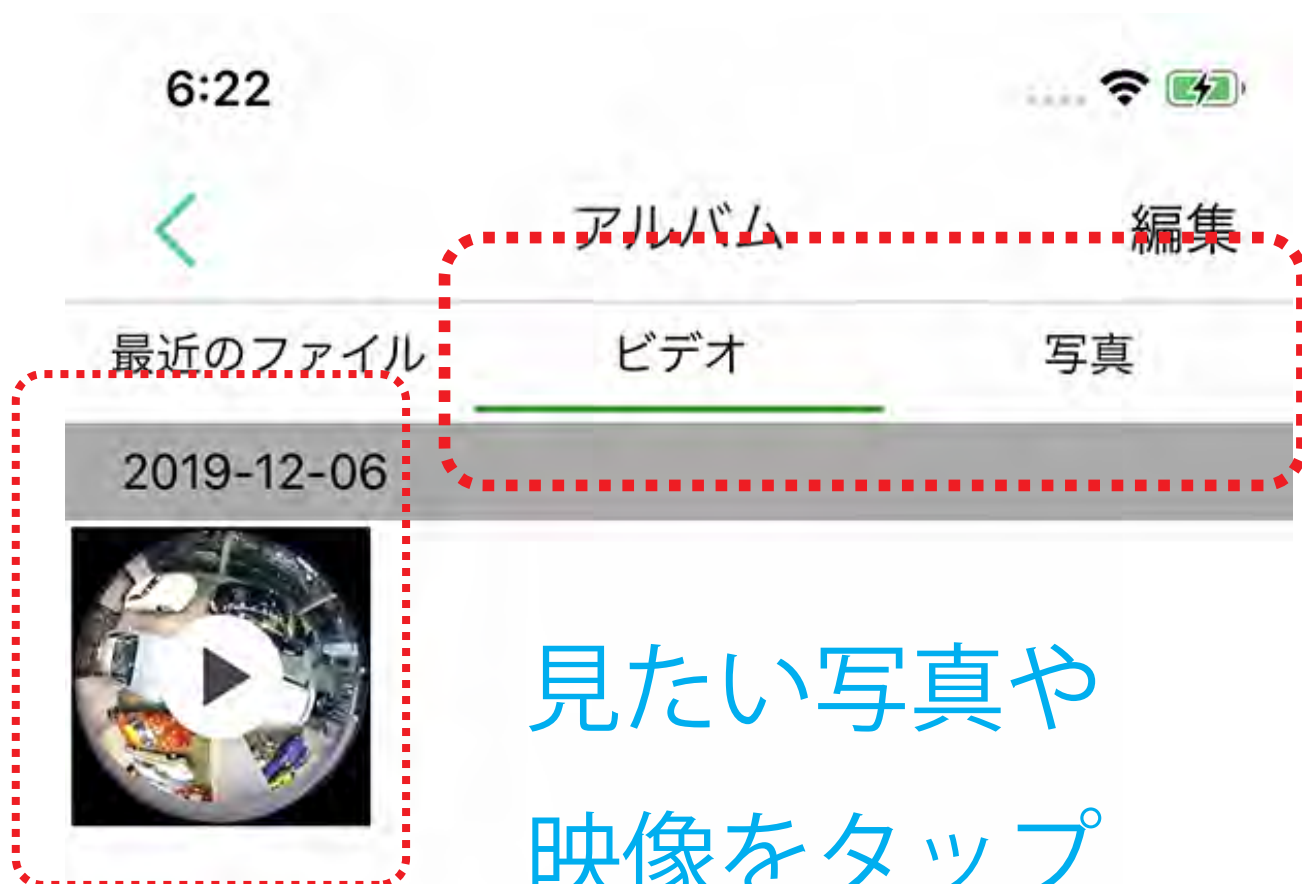 6:22
アルバム 編集
最近のファイル ビデオ 写真
2019-12-06
見たい写真や
映像をタップ